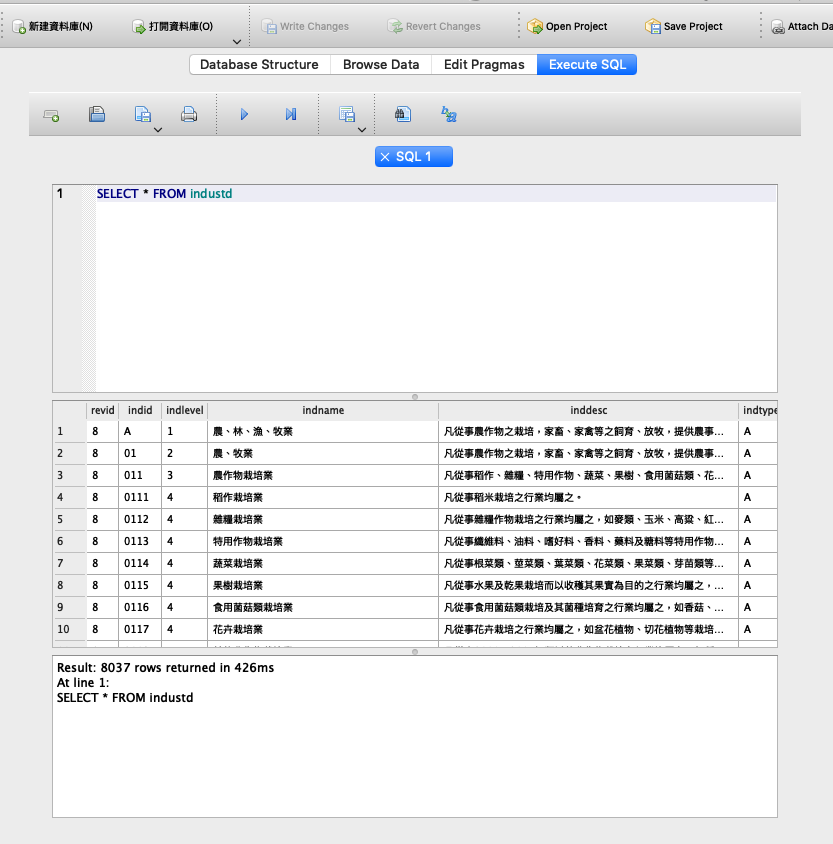 新建資料庫(N) 打開資料庫(O) Write Changes Revert Changes Open Project Save Project Attach Da
Database Structure Browse Data Edit Pragmas Execute SQL
SQL 1
1 SELECT * FROM industd
revid indid indlevel indname inddesc indtype
1 8 A 1 農、林、漁、牧業 凡從事農作物之栽培，家畜、家禽等之飼育、放牧，提供農事... A
2 8 01 2 農、牧業 凡從事農作物之栽培，家畜、家禽等之飼育、放牧，提供農事... A
3 8 011 3 農作物栽培業 凡從事稻作、雜糧、特用作物、蔬菜、果樹、食用菌菇類、花... A
4 8 0111 4 稻作栽培業 凡從事稻米栽培之行業均屬之。 A
5 8 0112 4 雜糧栽培業 凡從事雜糧作物栽培之行業均屬之，如麥類、玉米、高粱、紅... A
6 8 0113 4 特用作物栽培業 凡從事纖維料、油料、嗜好料、香料、藥料及糖料等特用作物... A
7 8 0114 4 蔬菜栽培業 凡從事根菜類、莖菜類、葉菜類、花菜類、果菜類、芽苗類等... A
8 8 0115 4 果樹栽培業 凡從事水果及乾果栽培而以收穫其果實為目的之行業均屬之，... A
9 8 0116 4 食用菌菇類栽培業 凡從事食用菌菇類栽培及其菌種培育之行業均屬之，如香菇、... A
10 8 0117 4 花卉栽培業 凡從事花卉栽培之行業均屬之，如盆花植物、切花植物等栽培... A
Result: 8037 rows returned in 426ms
At line 1:
SELECT * FROM industd